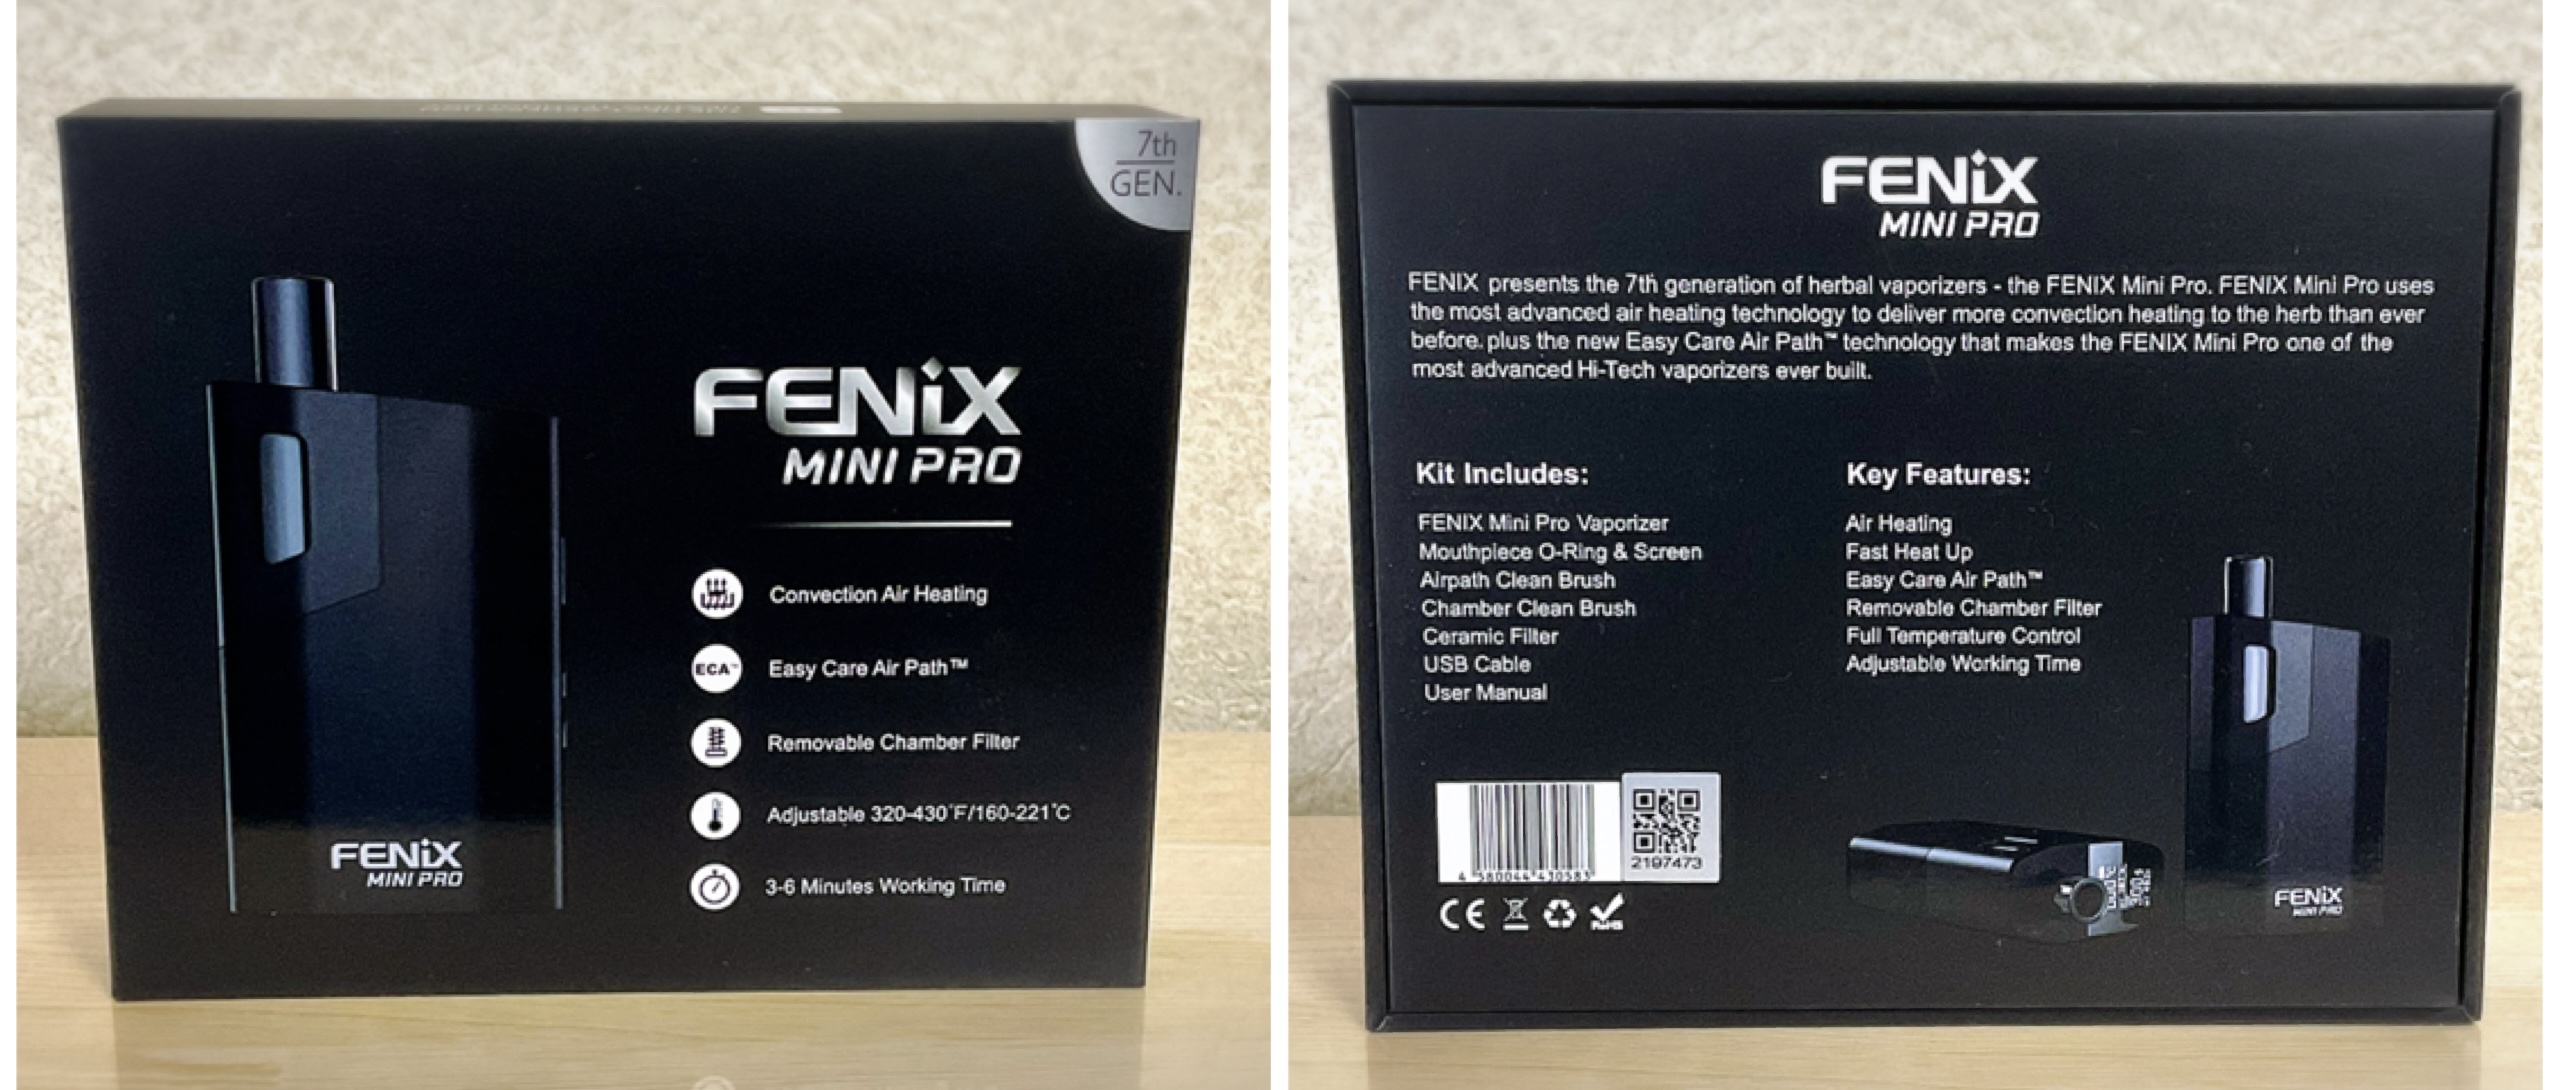 7th
GEN.
FENiX
MINI PRO
Convection Air Heating
ECA™
Easy Care Air Path™
Removable Chamber Filter
Adjustable 320-430°F/160-221°C
3-6 Minutes Working Time
FENiX
MINI PRO
FENiX
MINI PRO
FENIX presents the 7th generation of herbal vaporizers - the FENIX Mini Pro. FENIX Mini Pro uses
the most advanced air heating technology to deliver more convection heating to the herb than ever
before. plus the new Easy Care Air Path™ technology that makes the FENIX Mini Pro one of the
most advanced Hi-Tech vaporizers ever built.
Kit Includes:
FENIX Mini Pro Vaporizer
Mouthpiece O-Ring & Screen
Airpath Clean Brush
Chamber Clean Brush
Ceramic Filter
USB Cable
User Manual
Key Features:
Air Heating
Fast Heat Up
Easy Care Air Path™
Removable Chamber Filter
Full Temperature Control
Adjustable Working Time
4 580044 430583
2197473
CE
RoHS
FENiX
MINI PRO